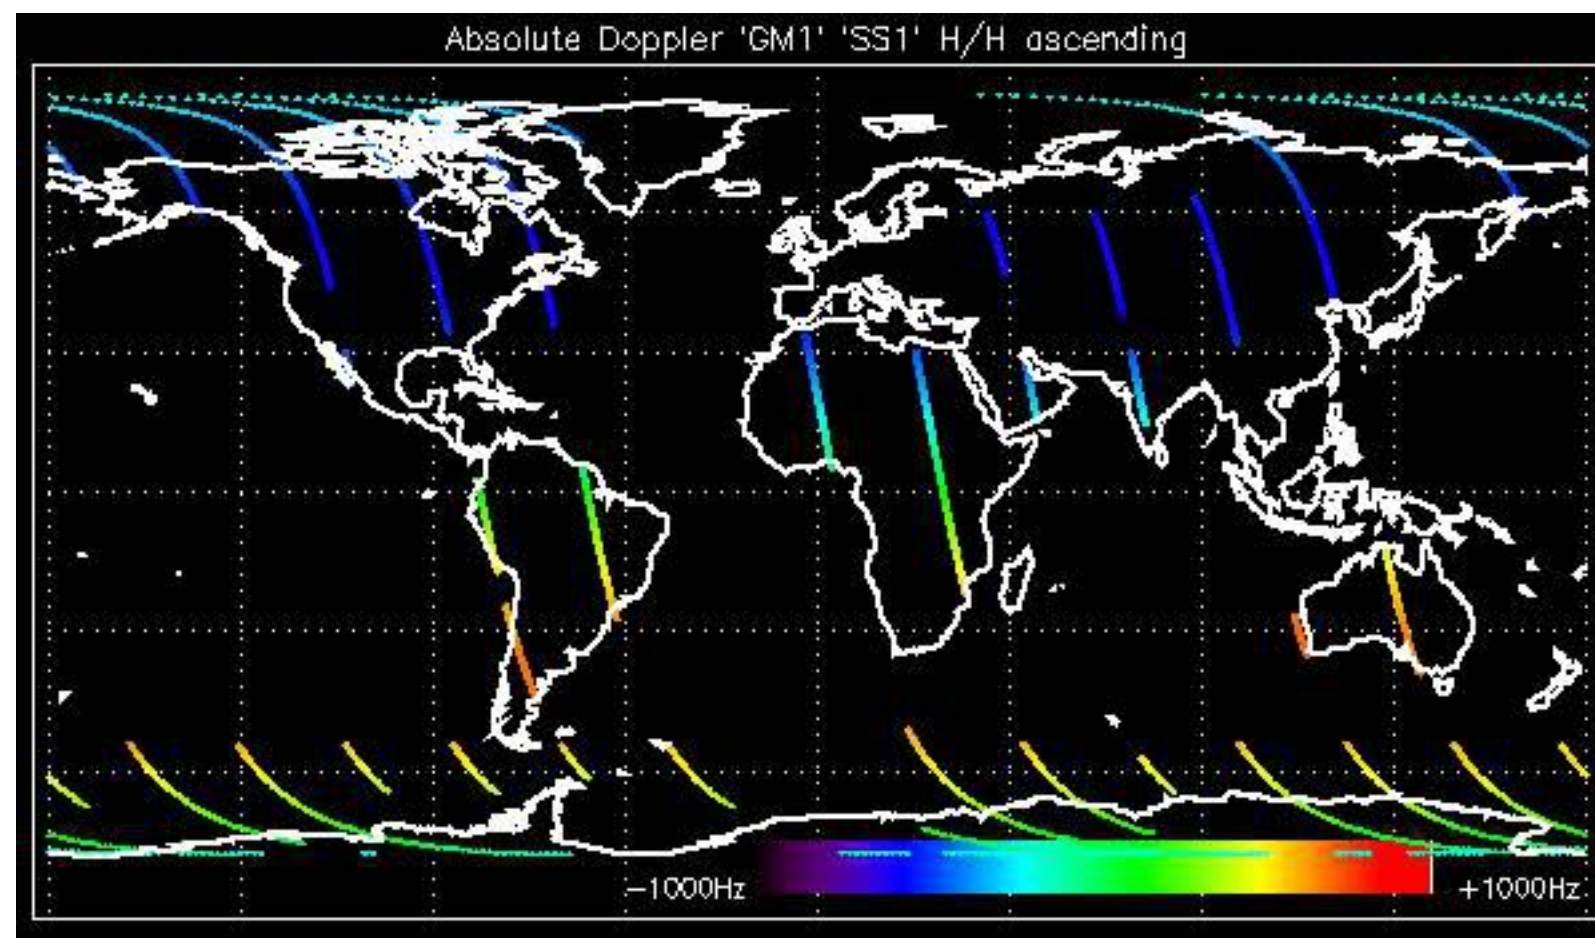 Absolute Doppler 'GM1' 'SS1' H/H ascending
-1000Hz
+1000Hz